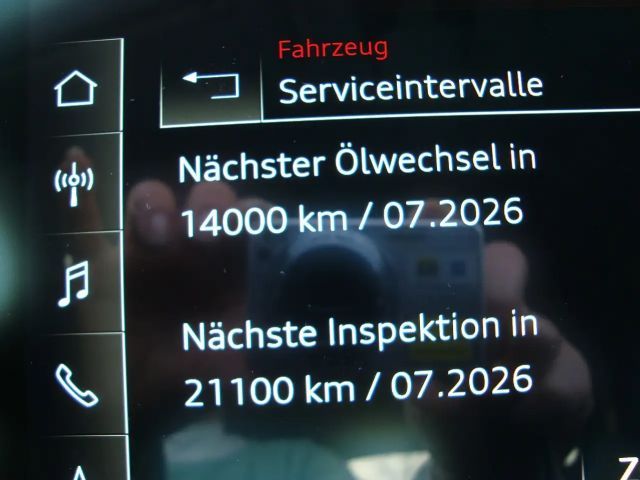 Fahrzeug
Serviceintervalle
Nächster Ölwechsel in
14000 km / 07.2026
Nächste Inspektion in
21100 km / 07.2026